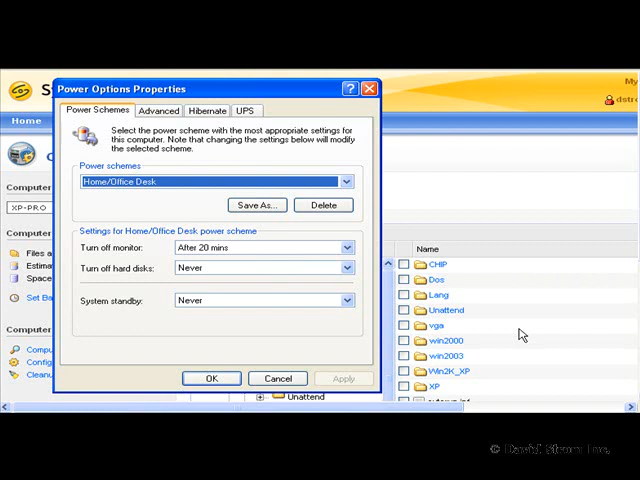 Sy
My
dstro
Home
Power Options Properties
Power Schemes
Advanced
Hibernate
UPS
Select the power scheme with the most appropriate settings for
this computer. Note that changing the settings below will modify
the selected scheme.
Power schemes
Home/Office Desk
Save As...
Delete
Settings for Home/Office Desk power scheme
Turn off monitor:
After 20 mins
Turn off hard disks:
Never
System standby:
Never
OK
Cancel
Apply
Computer
XP-PRO
Computer
Files a
Estima
Space
Set Ba
Computer
Compu
Config
Cleanu
Name
CHIP
Dos
Lang
Unattend
vga
win2000
win2003
Win2K_XP
XP
Unattend
© David Strom Inc.